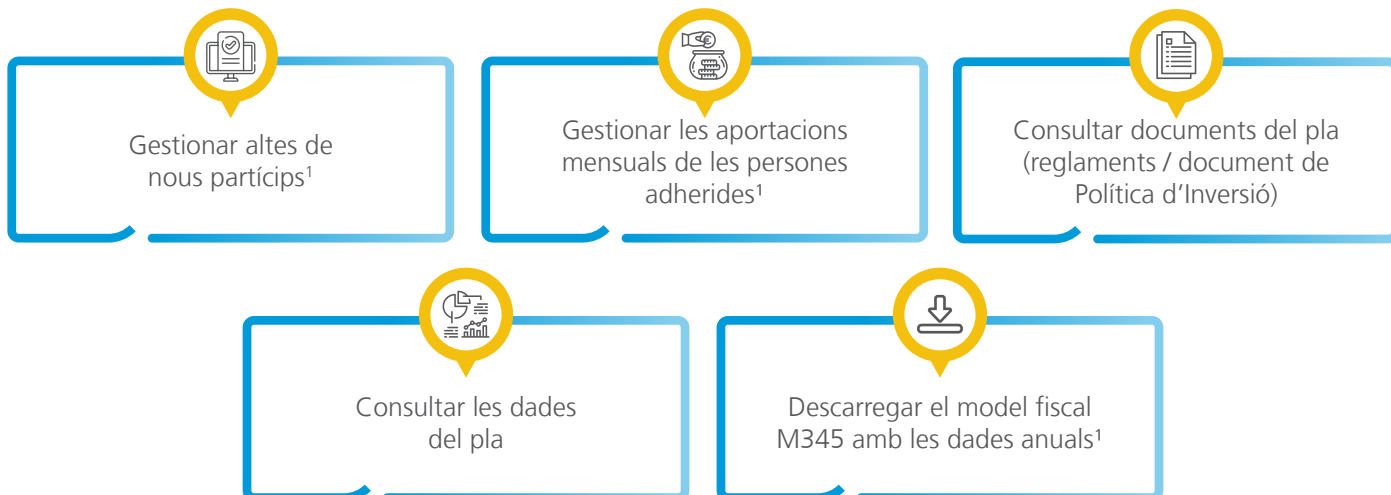 Gestionar altes de
nous partícips¹
Gestionar les aportacions
mensuals de les persones
adherides¹
Consultar documents del pla
(reglaments / document de
Política d’Inversió)
Consultar les dades
del pla
Descarregar el model fiscal
M345 amb les dades anuals¹